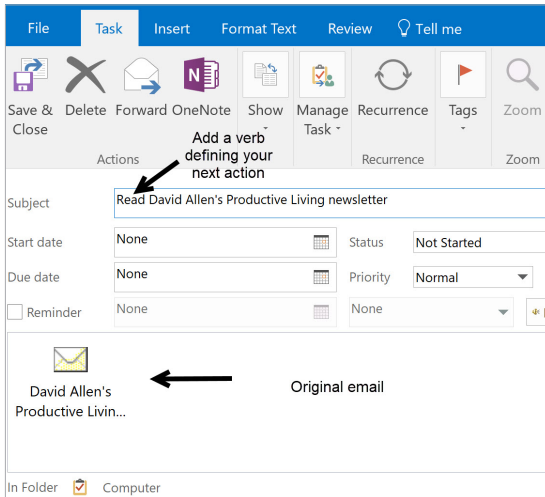 File Task Insert Format Text Review Tell me
Save & Close Delete Forward OneNote Show Manage Task Recurrence Tags Zoom
Actions Recurrence Zoom
Add a verb
defining your
next action
Subject Read David Allen's Productive Living newsletter
Start date None Status Not Started
Due date None Priority Normal
Reminder None None
David Allen's
Productive Livin...
Original email
In Folder Computer